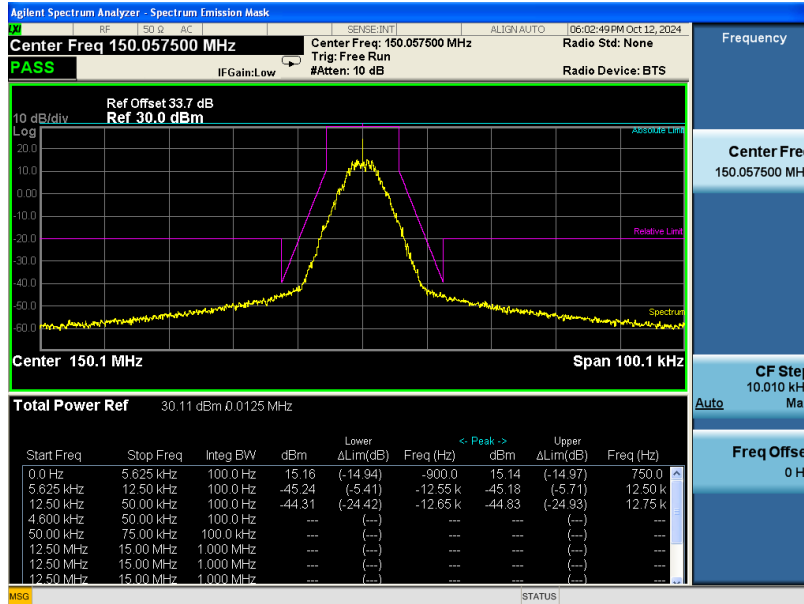 Agilent Spectrum Analyzer - Spectrum Emission Mask
LXI RF 50 Ω AC SENSE:INT ALIGN AUTO 06:02:49 PM Oct 12, 2024
Center Freq 150.057500 MHz
Center Freq: 150.057500 MHz
Radio Std: None
Trig: Free Run
PASS
IFGain:Low
#Atten: 10 dB
Radio Device: BTS
Ref Offset 33.7 dB
10 dB/div
Ref 30.0 dBm
Log
Absolute Limit
20.0
10.0
0.00
-10.0
Relative Limit
-20.0
-30.0
-40.0
-50.0
Spectrum
-60.0
Center 150.1 MHz
Span 100.1 kHz
Total Power Ref 30.11 dBm / 0.0125 MHz
Lower <- Peak -> Upper
Start Freq Stop Freq Integ BW dBm ΔLim(dB) Freq (Hz) dBm ΔLim(dB) Freq (Hz)
0.0 Hz 5.625 kHz 100.0 Hz 15.16 (-14.94) -900.0 15.14 (-14.97) 750.0
5.625 kHz 12.50 kHz 100.0 Hz -45.24 (-5.41) -12.55 k -45.18 (-5.71) 12.50 k
12.50 kHz 50.00 kHz 100.0 Hz -44.31 (-24.42) -12.65 k -44.83 (-24.93) 12.75 k
4.600 kHz 50.00 kHz 100.0 Hz --- (---) --- --- (---) ---
50.00 kHz 75.00 kHz 100.0 kHz --- (---) --- --- (---) ---
12.50 MHz 15.00 MHz 1.000 MHz --- (---) --- --- (---) ---
12.50 MHz 15.00 MHz 1.000 MHz --- (---) --- --- (---) ---
12.50 MHz 15.00 MHz 1.000 MHz --- (---) --- --- (---) ---
MSG
STATUS
Frequency
Center Fre
150.057500 MH
CF Step
10.010 kH
Auto Ma
Freq Offse
0 H